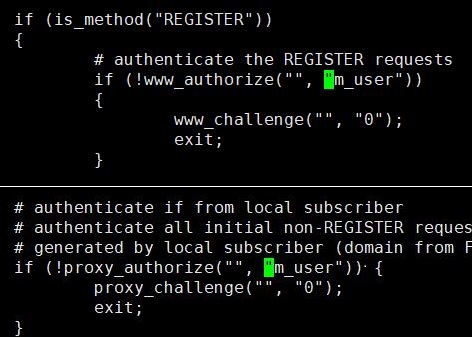 if (is_method("REGISTER"))
{
# authenticate the REGISTER requests
if (!www_authorize("", "m_user"))
{
www_challenge("", "0");
exit;
}
# authenticate if from local subscriber
# authenticate all initial non-REGISTER reques
# generated by local subscriber (domain from F
if (!proxy_authorize("", "m_user")) {
proxy_challenge("", "0");
exit;
}